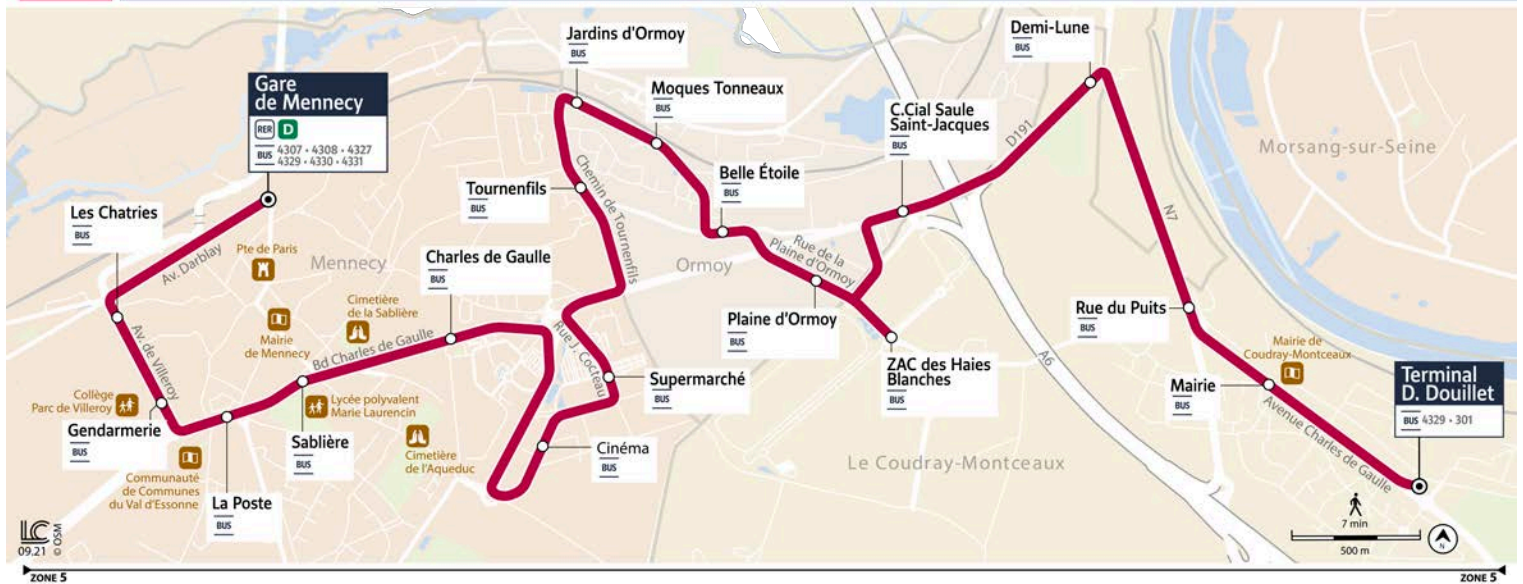 Gare
de Mennecy
RER D
BUS 4307 • 4308 • 4327
4329 • 4330 • 4331
Les Chatries
BUS
Av. Darblay
Pte de Paris
Mennecy
Mairie
de Mennecy
Cimetière
de la Sablière
Av. de Villeroy
Collège
Parc de Villeroy
Gendarmerie
BUS
Communauté
de Communes
du Val d'Essonne
La Poste
BUS
Sablière
BUS
Bd Charles de Gaulle
Lycée polyvalent
Marie Laurencin
Charles de Gaulle
BUS
Cimetière
de l'Aqueduc
Cinéma
BUS
Supermarché
BUS
Rue J. Cocteau
Chemin de Tournenfils
Tournenfils
BUS
Jardins d'Ormoy
BUS
Moques Tonneaux
BUS
Belle Étoile
BUS
Ormoy
Rue de la
Plaine d'Ormoy
Plaine d'Ormoy
BUS
ZAC des Haies
Blanches
BUS
C.Cial Saule
Saint-Jacques
BUS
D191
Demi-Lune
BUS
A6
N7
Morsang-sur-Seine
Rue du Puits
BUS
Mairie de
Coudray-Montceaux
Mairie
BUS
Avenue Charles de Gaulle
Le Coudray-Montceaux
Terminal
D. Douillet
BUS 4329 • 301
7 min
500 m
N
LC
09.21
© OSM
ZONE 5
ZONE 5